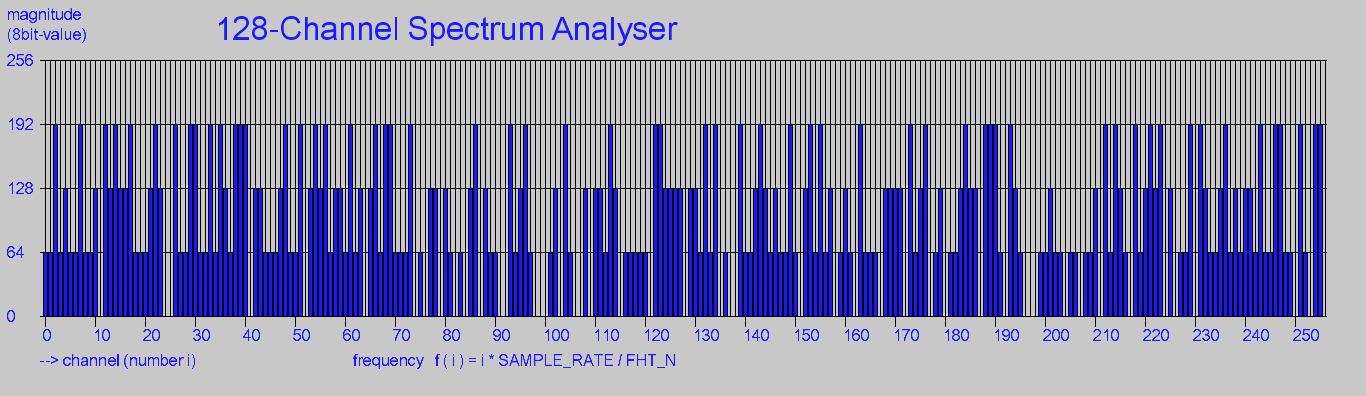 magnitude
(8bit-value)
128-Channel Spectrum Analyser
256
192
128
64
0
0 10 20 30 40 50 60 70 80 90 100 110 120 130 140 150 160 170 180 190 200 210 220 230 240 250
--> channel (number i) frequency f ( i ) = i * SAMPLE_RATE / FHT_N